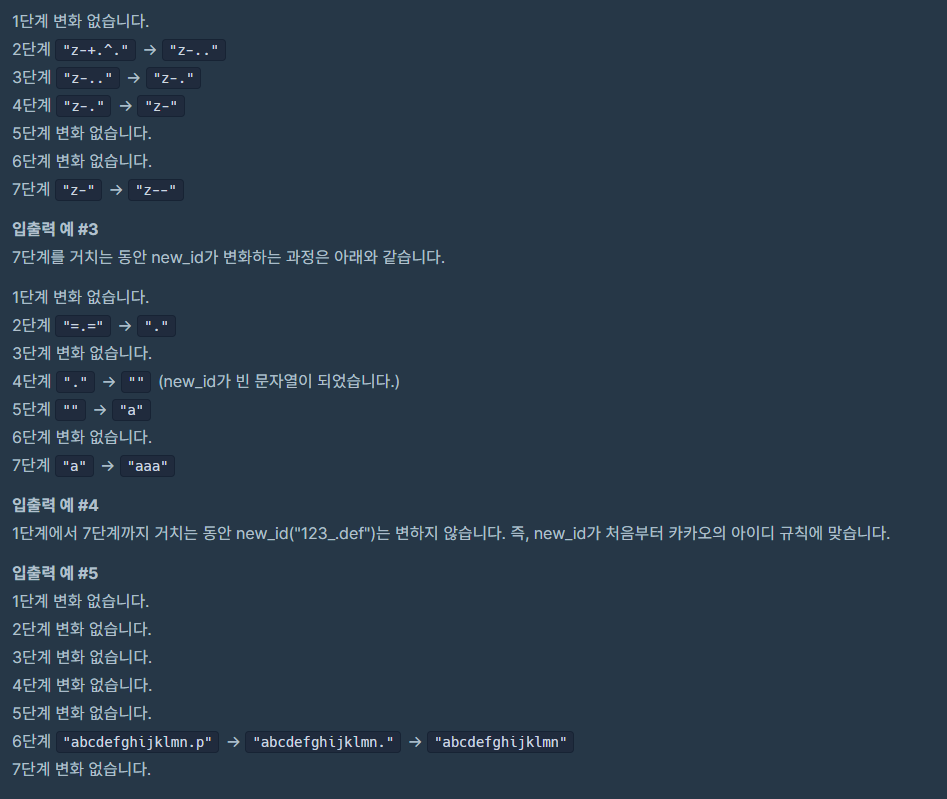 1단계 변화 없습니다.
2단계 "z-+.^." → "z-.."
3단계 "z-.." → "z-."
4단계 "z-." → "z-"
5단계 변화 없습니다.
6단계 변화 없습니다.
7단계 "z-" → "z--"
입출력 예 #3
7단계를 거치는 동안 new_id가 변화하는 과정은 아래와 같습니다.
1단계 변화 없습니다.
2단계 "=.=" → "."
3단계 변화 없습니다.
4단계 "." → "" (new_id가 빈 문자열이 되었습니다.)
5단계 "" → "a"
6단계 변화 없습니다.
7단계 "a" → "aaa"
입출력 예 #4
1단계에서 7단계까지 거치는 동안 new_id("123_.def")는 변하지 않습니다. 즉, new_id가 처음부터 카카오의 아이디 규칙에 맞습니다.
입출력 예 #5
1단계 변화 없습니다.
2단계 변화 없습니다.
3단계 변화 없습니다.
4단계 변화 없습니다.
5단계 변화 없습니다.
6단계 "abcdefghijklmn.p" → "abcdefghijklmn." → "abcdefghijklmn"
7단계 변화 없습니다.